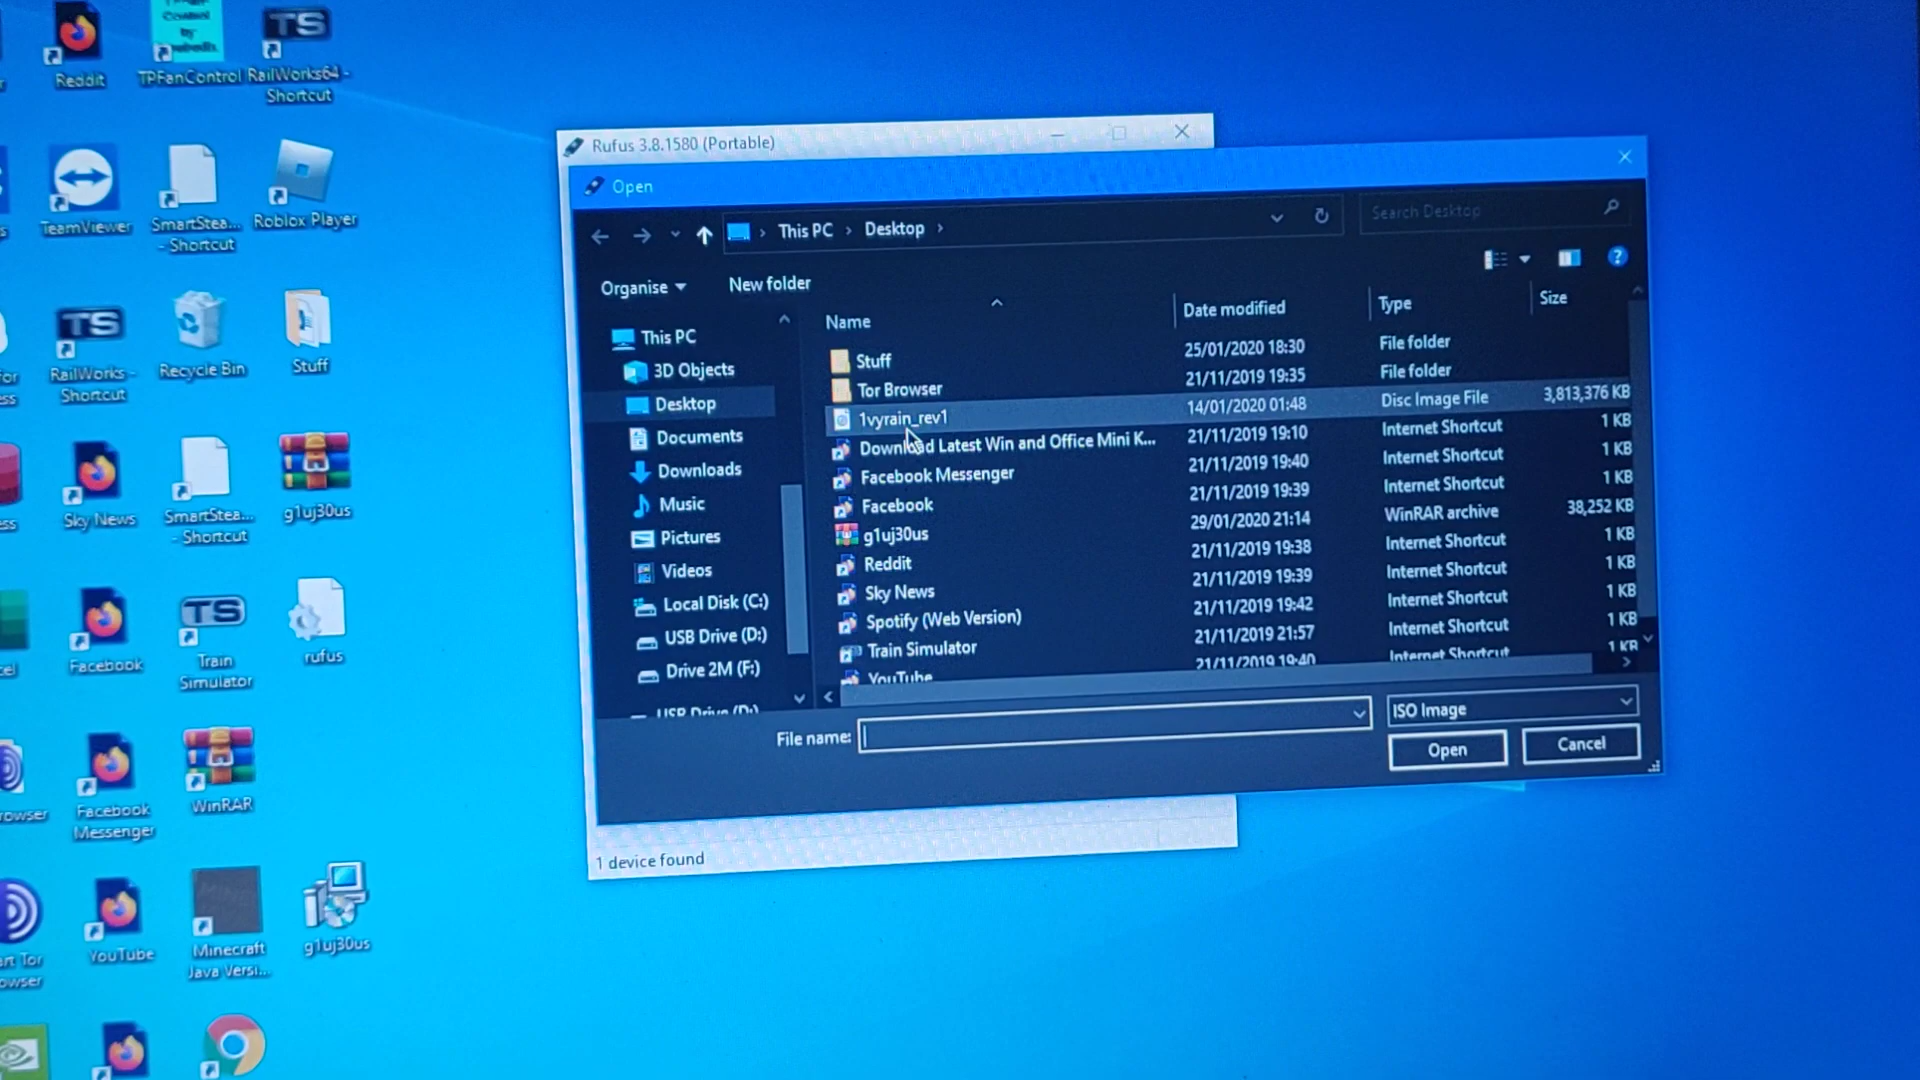 Reddit
TPFanControl
RailWorks64 -
Shortcut
TeamViewer
SmartStea...
- Shortcut
Roblox Player
RailWorks -
Shortcut
Recycle Bin
Stuff
Sky News
SmartStea...
- Shortcut
g1uj30us
Facebook
Train
Simulator
rufus
Facebook
Messenger
WinRAR
YouTube
Minecraft
Java Versi...
g1uj30us
Control
by
TS
TS
TS
Rufus 3.8.1580 (Portable)
Open
This PC > Desktop >
Search Desktop
Organise
New folder
Name
Date modified
Type
Size
This PC
3D Objects
Desktop
Documents
Downloads
Music
Pictures
Videos
Local Disk (C:)
USB Drive (D:)
Drive 2M (F:)
USB Drive (D:)
Stuff 25/01/2020 18:30 File folder
Tor Browser 21/11/2019 19:35 File folder
1vyrain_rev1 14/01/2020 01:48 Disc Image File 3,813,376 KB
Download Latest Win and Office Mini K... 21/11/2019 19:10 Internet Shortcut 1 KB
Facebook Messenger 21/11/2019 19:40 Internet Shortcut 1 KB
Facebook 21/11/2019 19:39 Internet Shortcut 1 KB
g1uj30us 29/01/2020 21:14 WinRAR archive 38,252 KB
Reddit 21/11/2019 19:38 Internet Shortcut 1 KB
Sky News 21/11/2019 19:39 Internet Shortcut 1 KB
Spotify (Web Version) 21/11/2019 19:42 Internet Shortcut 1 KB
Train Simulator 21/11/2019 21:57 Internet Shortcut 1 KB
YouTube 21/11/2019 19:40 Internet Shortcut 1 KB
File name:
ISO Image
Open
Cancel
1 device found